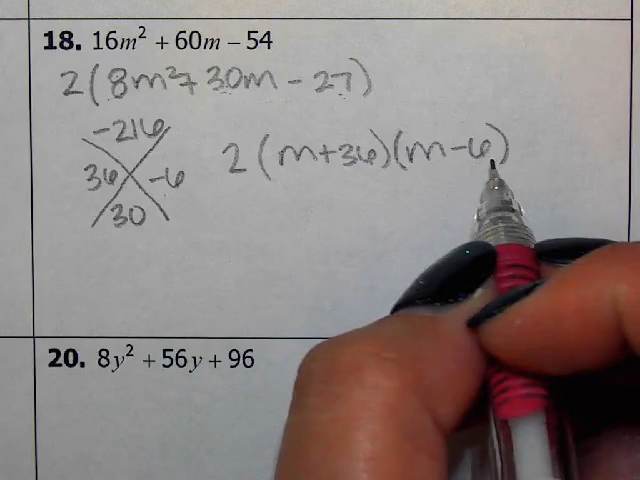 18. 16m² + 60m − 54
2(8m²+30m − 27)
−216
36 −6
30
2(m+36)(m−6)
20. 8y² + 56y + 96